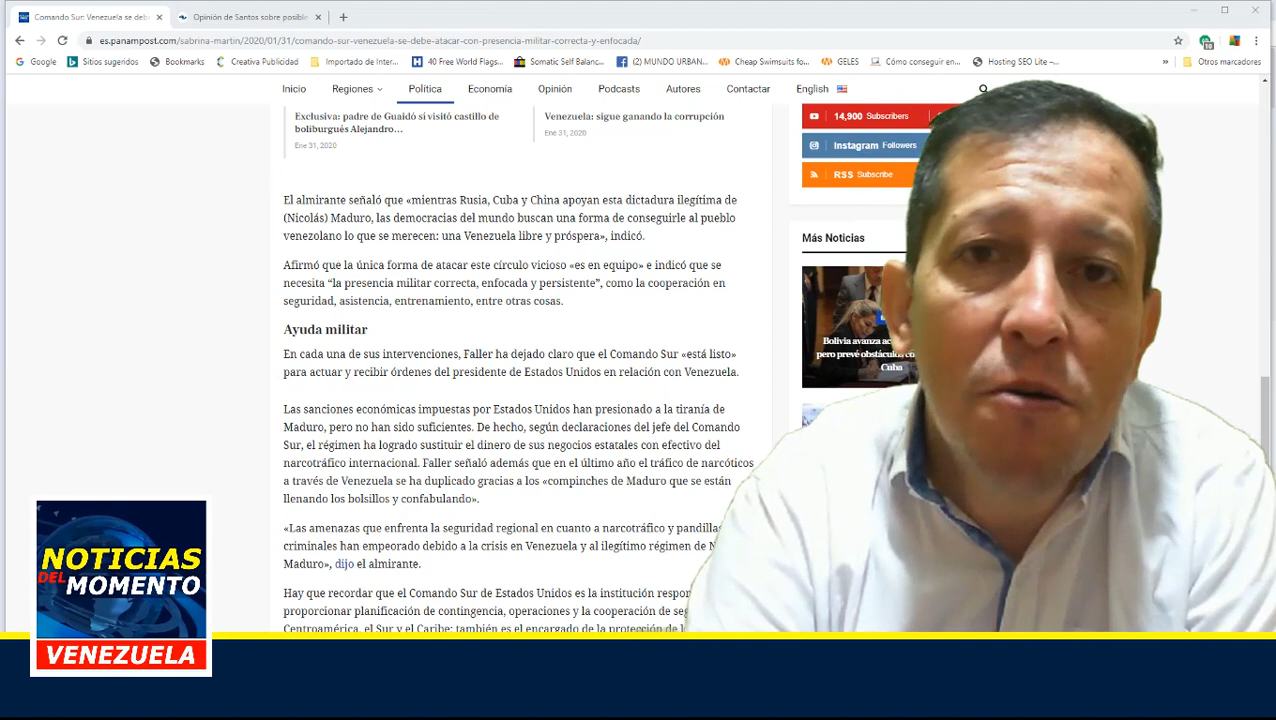 Comando Sur: Venezuela se deb
Opinión de Santos sobre posible
es.panampost.com/sabrina-martin/2020/01/31/comando-sur-venezuela-se-debe-atacar-con-presencia-militar-correcta-y-enfocada/
10
Google Sitios sugeridos Bookmarks Creativa Publicidad Importado de Inter... 40 Free World Flags... Somatic Self Balanc... (2) MUNDO URBAN... Cheap Swimsuits fo... GELES Cómo conseguir en... Hosting SEO Lite –... » Otros marcadores
Inicio Regiones Política Economía Opinión Podcasts Autores Contactar English
Exclusiva: padre de Guaidó sí visitó castillo de
boliburgués Alejandro…
Ene 31, 2020
Venezuela: sigue ganando la corrupción
Ene 31, 2020
14,900 Subscribers
Instagram Followers
RSS Subscribe
El almirante señaló que «mientras Rusia, Cuba y China apoyan esta dictadura ilegítima de
(Nicolás) Maduro, las democracias del mundo buscan una forma de conseguirle al pueblo
venezolano lo que se merecen: una Venezuela libre y próspera», indicó.
Afirmó que la única forma de atacar este círculo vicioso «es en equipo» e indicó que se
necesita “la presencia militar correcta, enfocada y persistente”, como la cooperación en
seguridad, asistencia, entrenamiento, entre otras cosas.
Ayuda militar
En cada una de sus intervenciones, Faller ha dejado claro que el Comando Sur «está listo»
para actuar y recibir órdenes del presidente de Estados Unidos en relación con Venezuela.
Las sanciones económicas impuestas por Estados Unidos han presionado a la tiranía de
Maduro, pero no han sido suficientes. De hecho, según declaraciones del jefe del Comando
Sur, el régimen ha logrado sustituir el dinero de sus negocios estatales con efectivo del
narcotráfico internacional. Faller señaló además que en el último año el tráfico de narcóticos
a través de Venezuela se ha duplicado gracias a los «compinches de Maduro que se están
llenando los bolsillos y confabulando».
«Las amenazas que enfrenta la seguridad regional en cuanto a narcotráfico y pandillas
criminales han empeorado debido a la crisis en Venezuela y al ilegítimo régimen de N
Maduro», dijo el almirante.
Hay que recordar que el Comando Sur de Estados Unidos es la institución respon
proporcionar planificación de contingencia, operaciones y la cooperación de seg
Centroamérica, el Sur y el Caribe; también es el encargado de la protección de l
Más Noticias
Bolivia avanza ac
pero prevé obstáculos co
Cuba
NOTICIAS
DEL MOMENTO
VENEZUELA